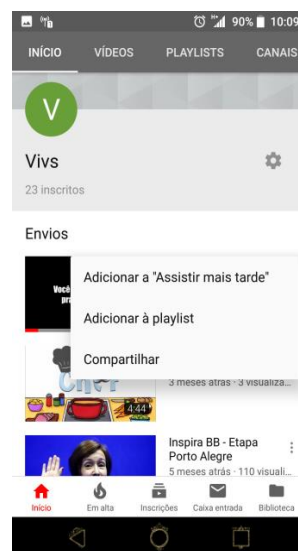 90% 10:09
INÍCIO VÍDEOS PLAYLISTS CANAIS
V
Vivs
23 inscritos
Envios
Você
Adicionar a "Assistir mais tarde"
Adicionar à playlist
Compartilhar
3 meses atrás · 3 visualiza...
4:44
Inspira BB - Etapa
Porto Alegre
5 meses atrás · 110 visuali...
Início Em alta Inscrições Caixa entrada Biblioteca